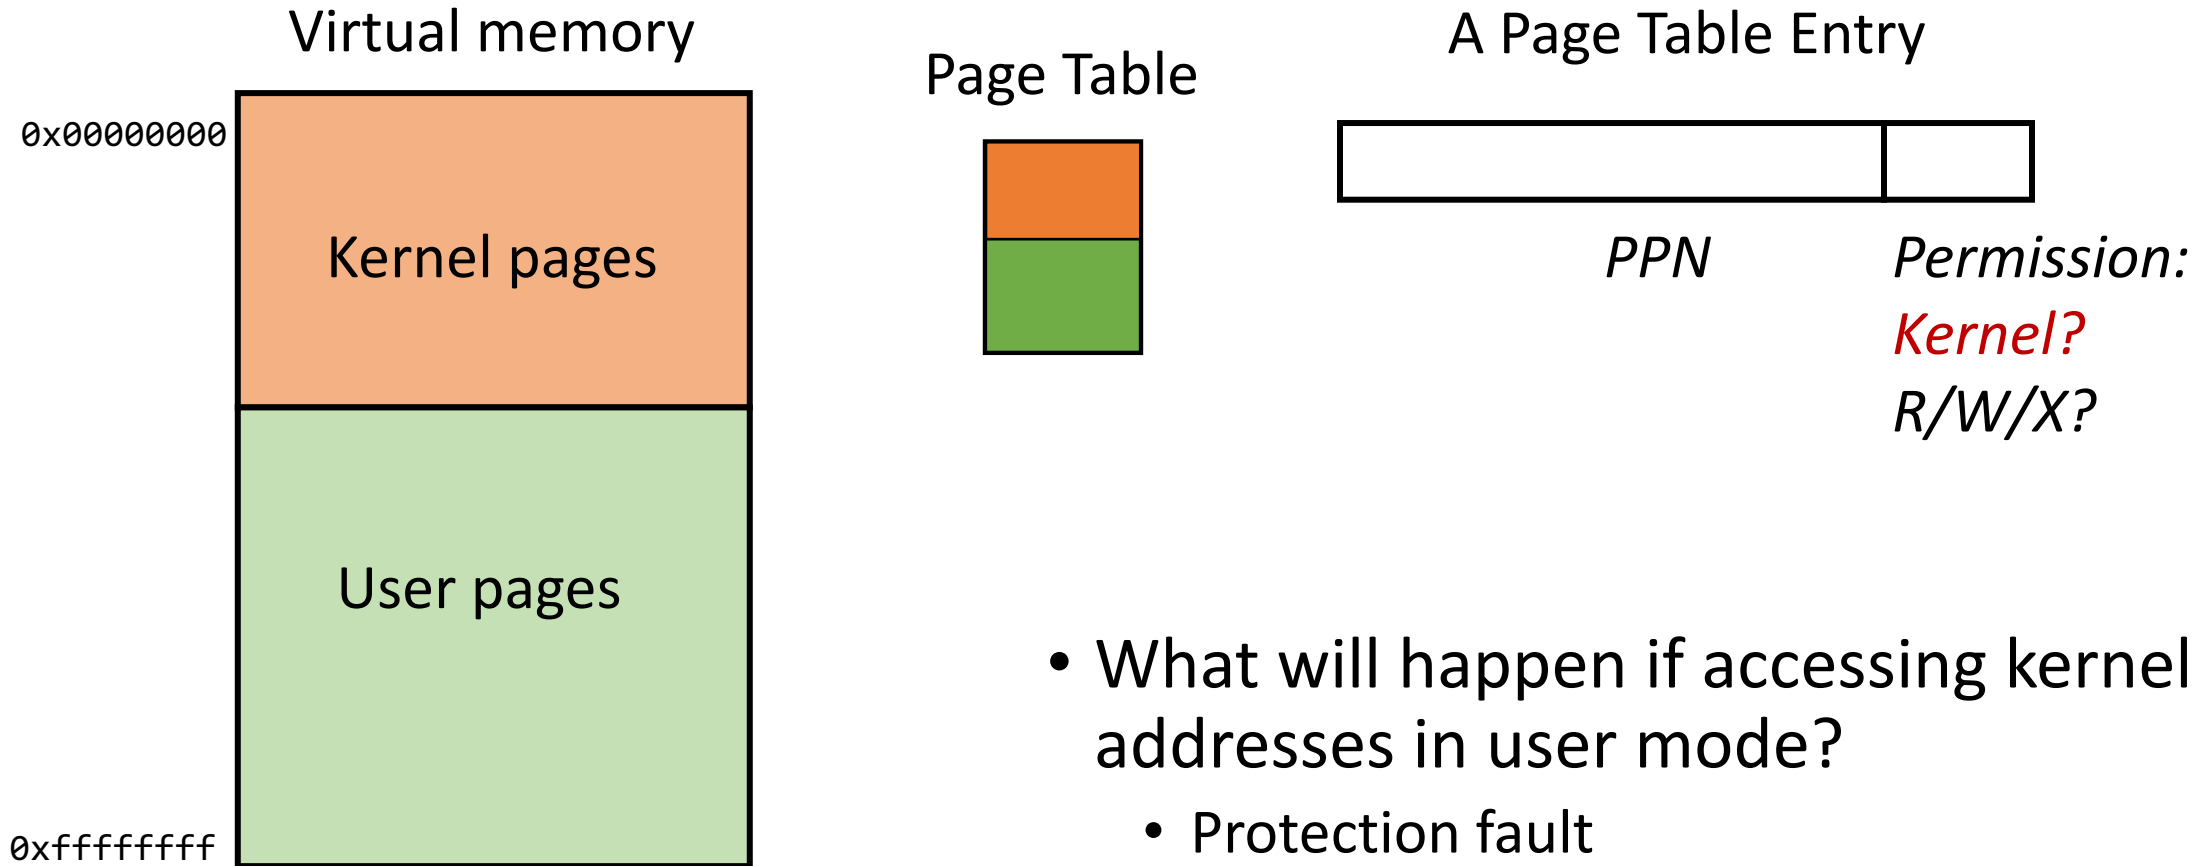 Virtual memory
0x00000000
Kernel pages
User pages
0xffffffff
Page Table
A Page Table Entry
PPN
Permission:
Kernel?
R/W/X?
• What will happen if accessing kernel
addresses in user mode?
• Protection fault